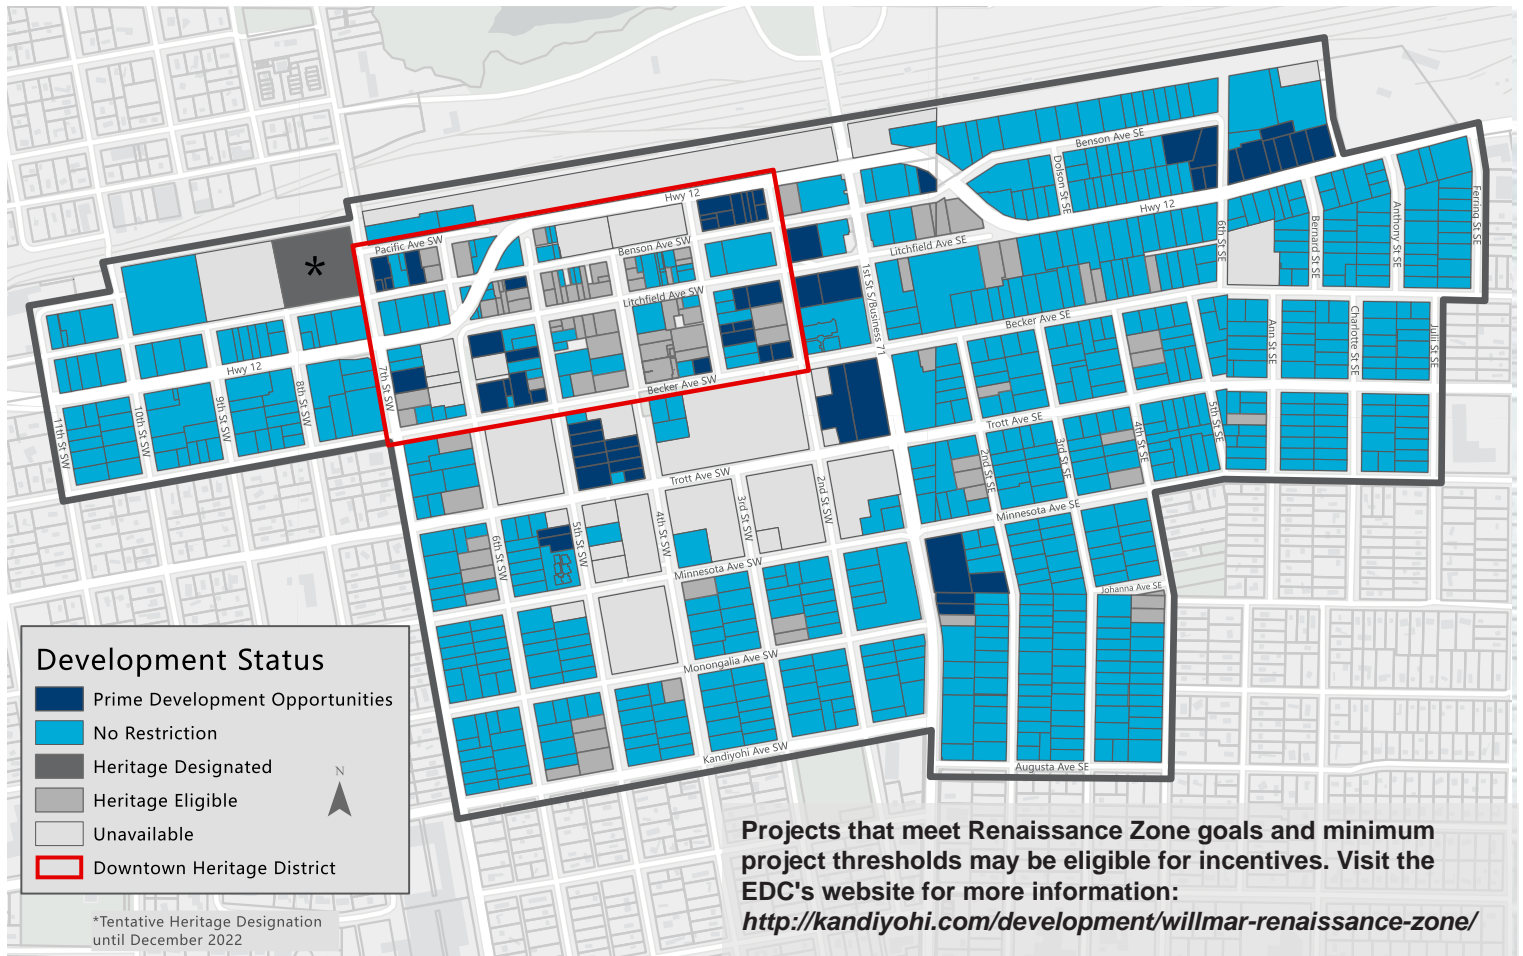 Hwy 12
Pacific Ave SW
Benson Ave SW
Litchfield Ave SW
Becker Ave SW
Benson Ave SE
Dolson St SE
Hwy 12
6th St SE
Bernard St SE
Anthony St SE
Ferring St SE
Litchfield Ave SE
1st St S/Business 71
Becker Ave SE
Ann St SE
Charlotte St SE
Julii St SE
Hwy 12
7th St SW
8th St SW
9th St SW
10th St SW
11th St SW
*
Trott Ave SE
5th St SE
4th St SE
3rd St SE
2nd St SE
Trott Ave SW
2nd St SW
3rd St SW
4th St SW
5th St SW
6th St SW
Minnesota Ave SE
Minnesota Ave SW
Johanna Ave SE
Monongalia Ave SW
Kandiyohi Ave SW
Augusta Ave SE
Development Status
Prime Development Opportunities
No Restriction
Heritage Designated
Heritage Eligible
Unavailable
Downtown Heritage District
N
*Tentative Heritage Designation
until December 2022
Projects that meet Renaissance Zone goals and minimum
project thresholds may be eligible for incentives. Visit the
EDC's website for more information:
http://kandiyohi.com/development/willmar-renaissance-zone/